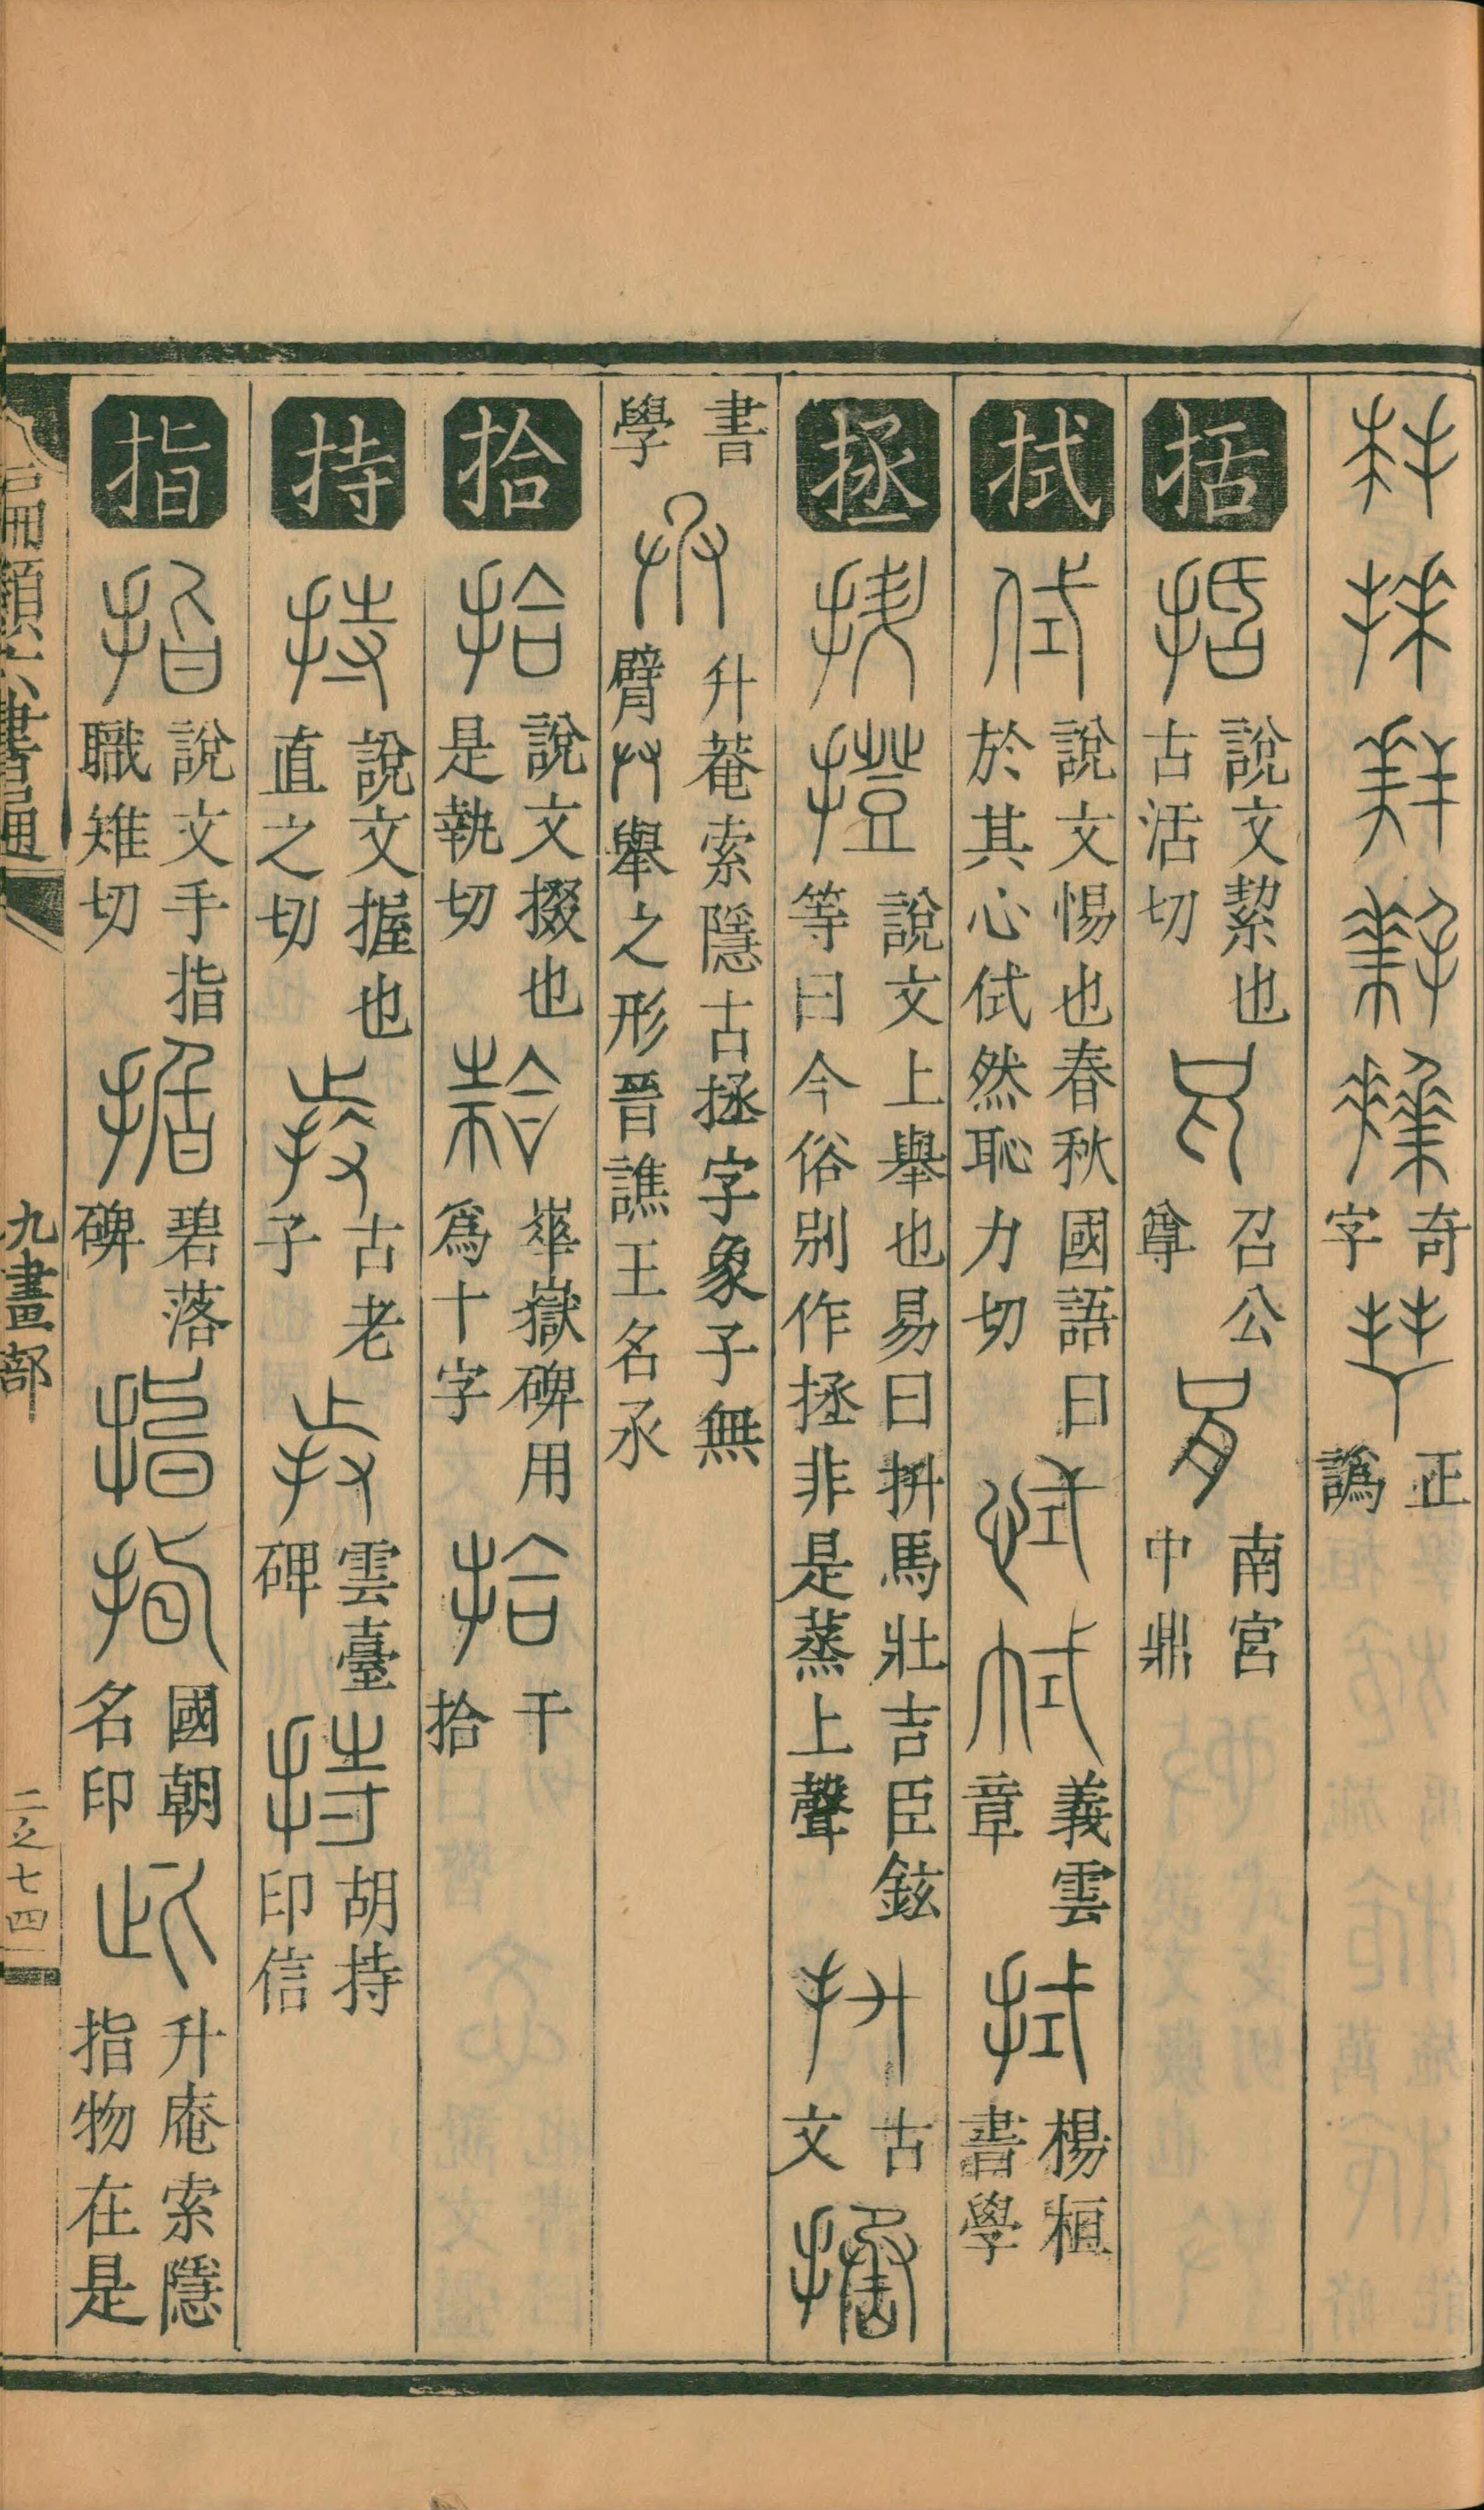 奇字 正譌
括 說文絜也古活切 召公尊 南宮中鼎
拭 說文惕也春秋國語曰於其心㑜然恥力切 義雲章 楊桓書學
拯 說文上舉也易曰拼馬壯吉臣鉉等曰今俗別作拯非是蒸上聲 古文
書學 升菴索隱古拯字象子無臂舉之形晉譙王名氶
拾 說文掇也是執切 崋嶽碑用爲十字 干拾
持 說文握也直之切 古老子 雲臺碑 胡持印信
指 說文手指職雉切 碧落碑 國朝名印 升庵索隱指物在是
偏類六書通 九畫部 二之七四